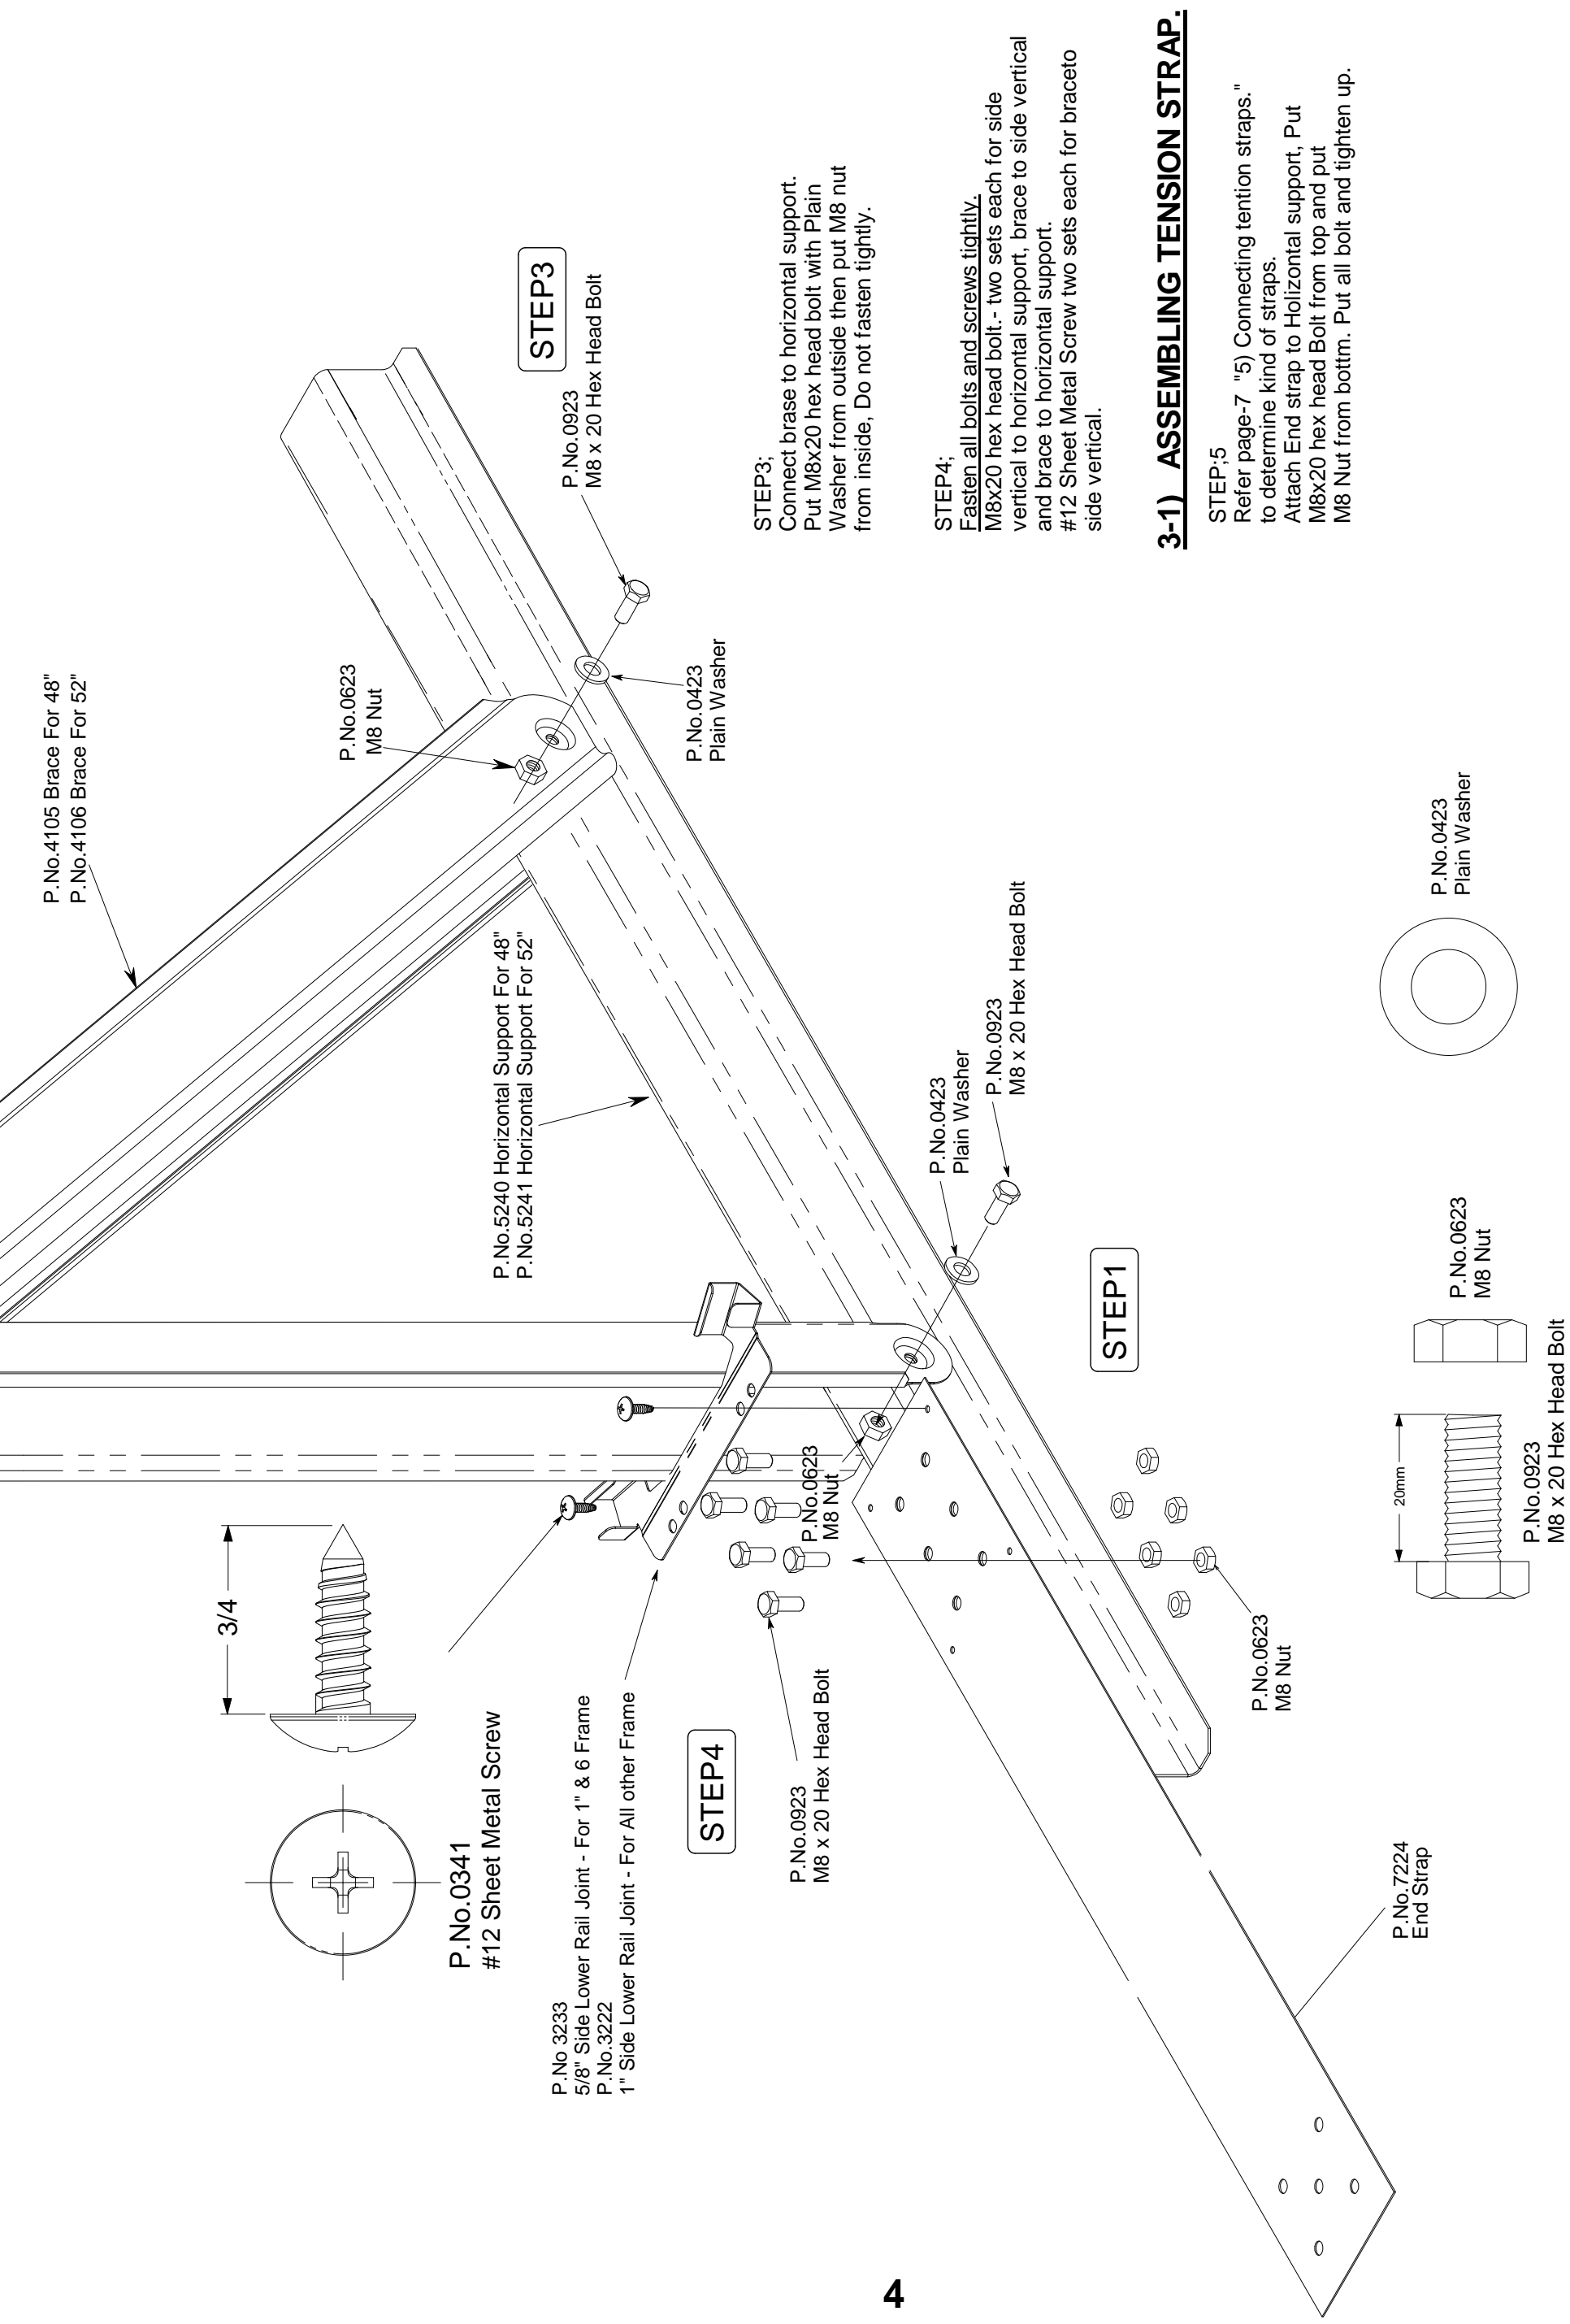 P.No.4105 Brace For 48"
P.No.4106 Brace For 52"
P.No.0623
M8 Nut
STEP3
P.No.0923
M8 x 20 Hex Head Bolt
P.No.0423
Plain Washer
P.No.5240 Horizontal Support For 48"
P.No.5241 Horizontal Support For 52"
STEP3;
Connect brase to horizontal support.
Put M8x20 hex head bolt with Plain
Washer from outside then put M8 nut
from inside, Do not fasten tightly.
STEP4;
Fasten all bolts and screws tightly.
M8x20 hex head bolt.- two sets each for side
vertical to horizontal support, brace to side vertical
and brace to horizontal support.
#12 Sheet Metal Screw two sets each for braceto
side vertical.
3-1) ASSEMBLING TENSION STRAP.
STEP;5
Refer page-7 "5) Connecting tention straps."
to determine kind of straps.
Attach End strap to Holizontal support, Put
M8x20 hex head Bolt from top and put
M8 Nut from bottm. Put all bolt and tighten up.
3/4
P.No.0341
#12 Sheet Metal Screw
P.No 3233
5/8" Side Lower Rail Joint - For 1" & 6 Frame
P.No.3222
1" Side Lower Rail Joint - For All other Frame
STEP4
P.No.0923
M8 x 20 Hex Head Bolt
P.No.0623
M8 Nut
P.No.0423
Plain Washer
P.No.0923
M8 x 20 Hex Head Bolt
STEP1
P.No.0623
M8 Nut
P.No.7224
End Strap
20mm
P.No.0923
M8 x 20 Hex Head Bolt
P.No.0623
M8 Nut
P.No.0423
Plain Washer
4